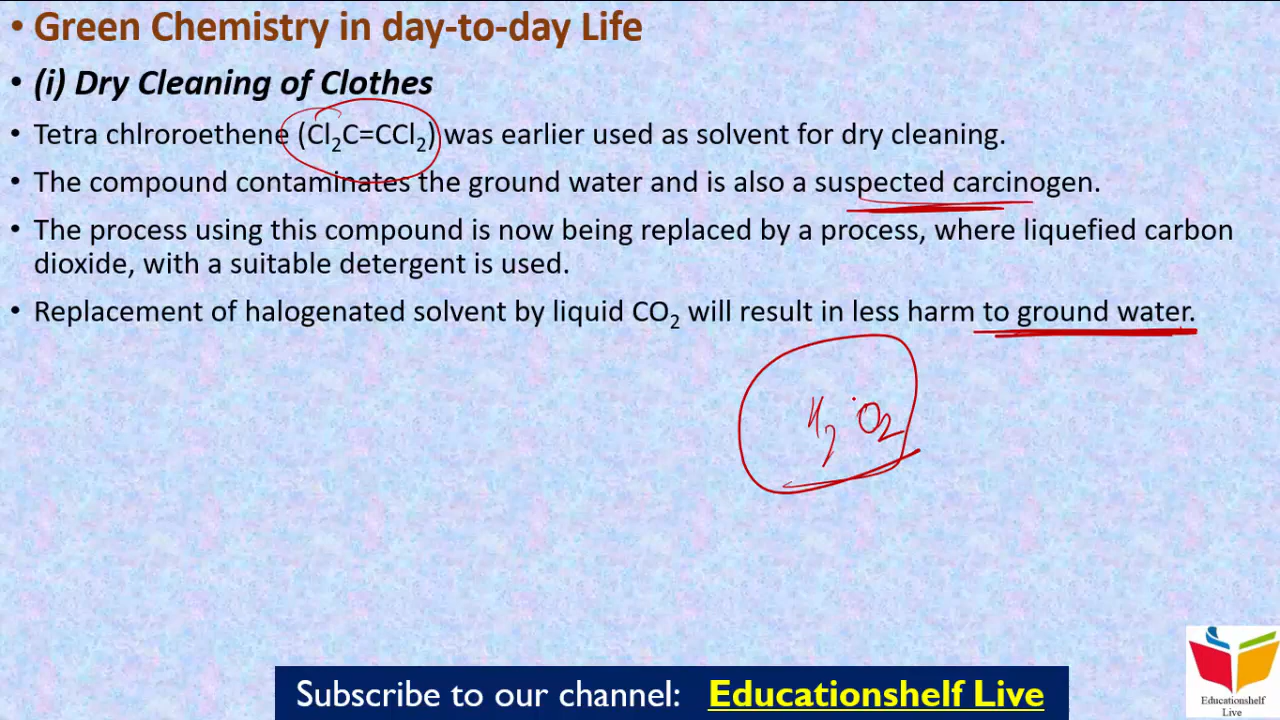 • Green Chemistry in day-to-day Life
• (i) Dry Cleaning of Clothes
• Tetra chlroroethene (Cl₂C=CCl₂) was earlier used as solvent for dry cleaning.
• The compound contaminates the ground water and is also a suspected carcinogen.
• The process using this compound is now being replaced by a process, where liquefied carbon
dioxide, with a suitable detergent is used.
• Replacement of halogenated solvent by liquid CO₂ will result in less harm to ground water.
H₂O₂
Subscribe to our channel: Educationshelf Live
Educationshelf
Live